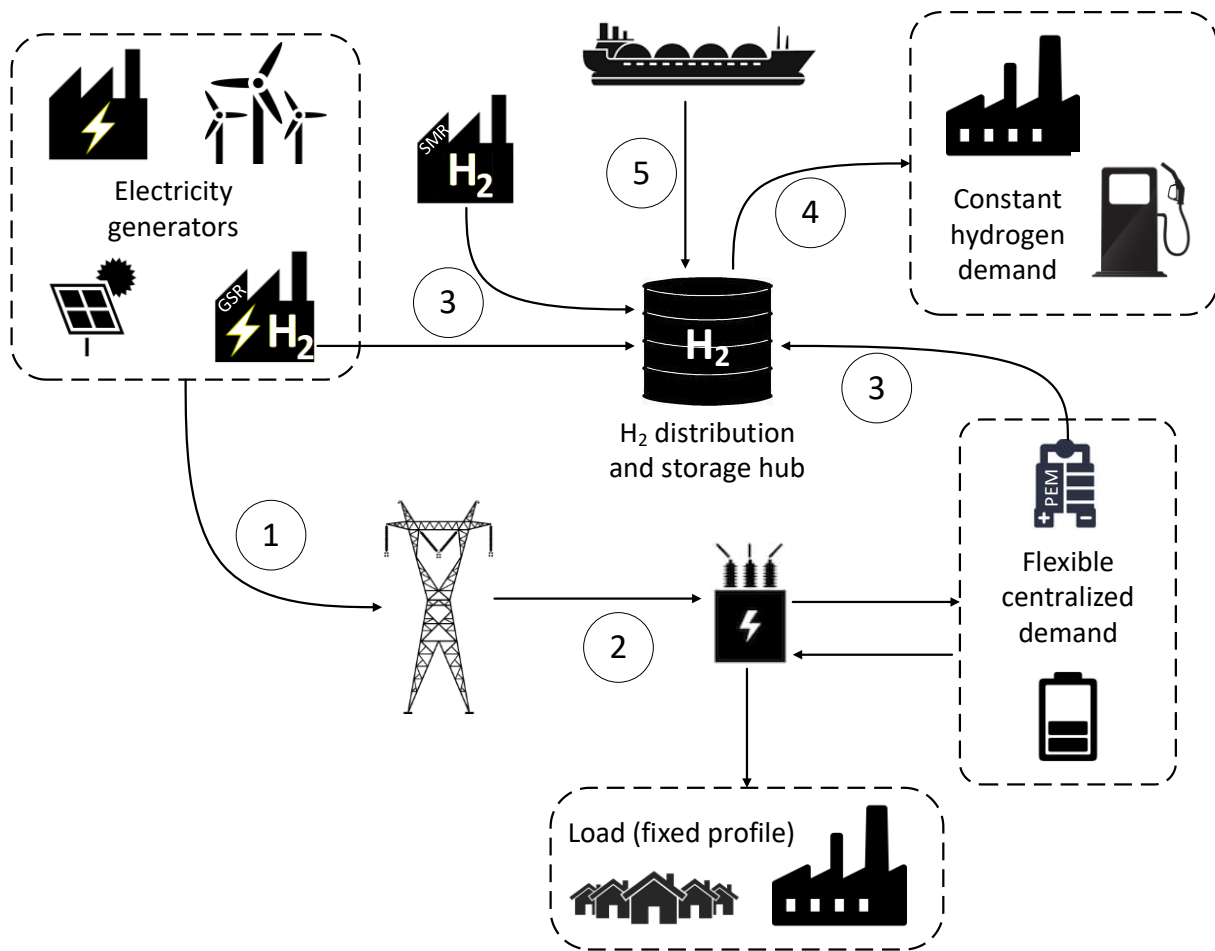 Electricity
generators
GSR
H₂
SMR
H₂
5
4
Constant
hydrogen
demand
3
H₂
H₂ distribution
and storage hub
3
PEM
+ −
Flexible
centralized
demand
1
2
Load (fixed profile)